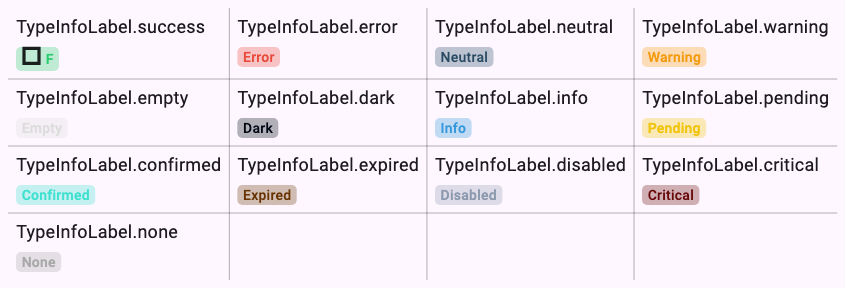 TypeInfoLabel.success TypeInfoLabel.error TypeInfoLabel.neutral TypeInfoLabel.warning
F Error Neutral Warning
TypeInfoLabel.empty TypeInfoLabel.dark TypeInfoLabel.info TypeInfoLabel.pending
Empty Dark Info Pending
TypeInfoLabel.confirmed TypeInfoLabel.expired TypeInfoLabel.disabled TypeInfoLabel.critical
Confirmed Expired Disabled Critical
TypeInfoLabel.none
None